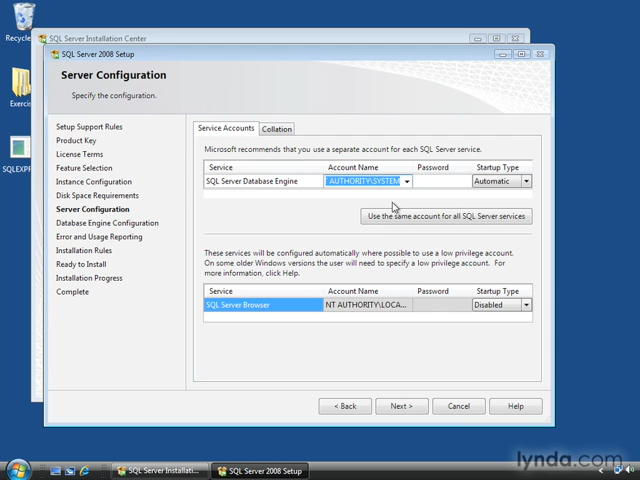 Recycle
SQL Server Installation Center
SQL Server 2008 Setup
Server Configuration
Specify the configuration.
Exercis
SQLEXPR
Setup Support Rules
Product Key
License Terms
Feature Selection
Instance Configuration
Disk Space Requirements
Server Configuration
Database Engine Configuration
Error and Usage Reporting
Installation Rules
Ready to Install
Installation Progress
Complete
Service Accounts Collation
Microsoft recommends that you use a separate account for each SQL Server service.
Service Account Name Password Startup Type
SQL Server Database Engine T AUTHORITY\SYSTEM Automatic
Use the same account for all SQL Server services
These services will be configured automatically where possible to use a low privilege account.
On some older Windows versions the user will need to specify a low privilege account. For
more information, click Help.
Service Account Name Password Startup Type
SQL Server Browser NT AUTHORITY\LOCA... Disabled
< Back Next > Cancel Help
SQL Server Installati... SQL Server 2008 Setup
lynda.com